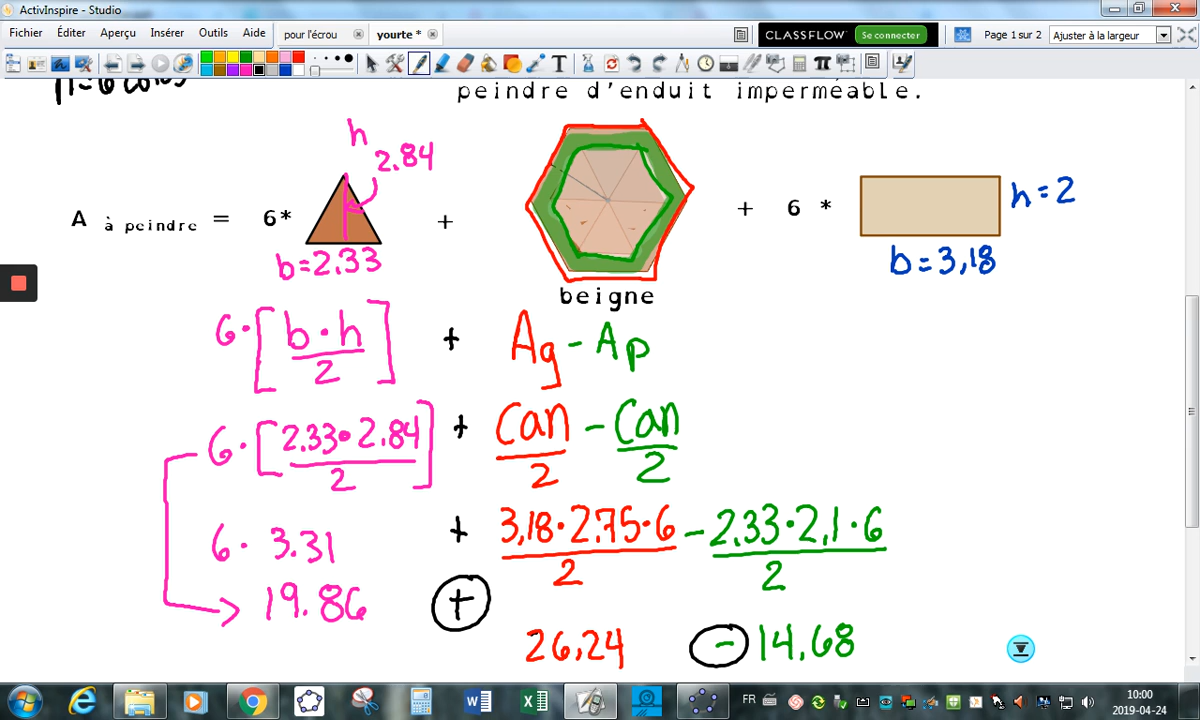 ActivInspire - Studio
Fichier Éditer Aperçu Insérer Outils Aide pour l'écrou yourte * CLASSFLOW Se connecter Page 1 sur 2 Ajuster à la largeur
n=6 côtés
peindre d'enduit imperméable.
h
2.84
A à peindre = 6* + + 6 * h=2
b=2.33 b=3,18
beigne
6·[b·h/2] + Ag - Ap
6·[2.33·2.84/2] + Can/2 - Can/2
6· 3.31 + 3,18·2.75·6/2 - 2.33·2,1·6/2
19.86 +
26,24 - 14,68
FR 10:00
2019-04-24